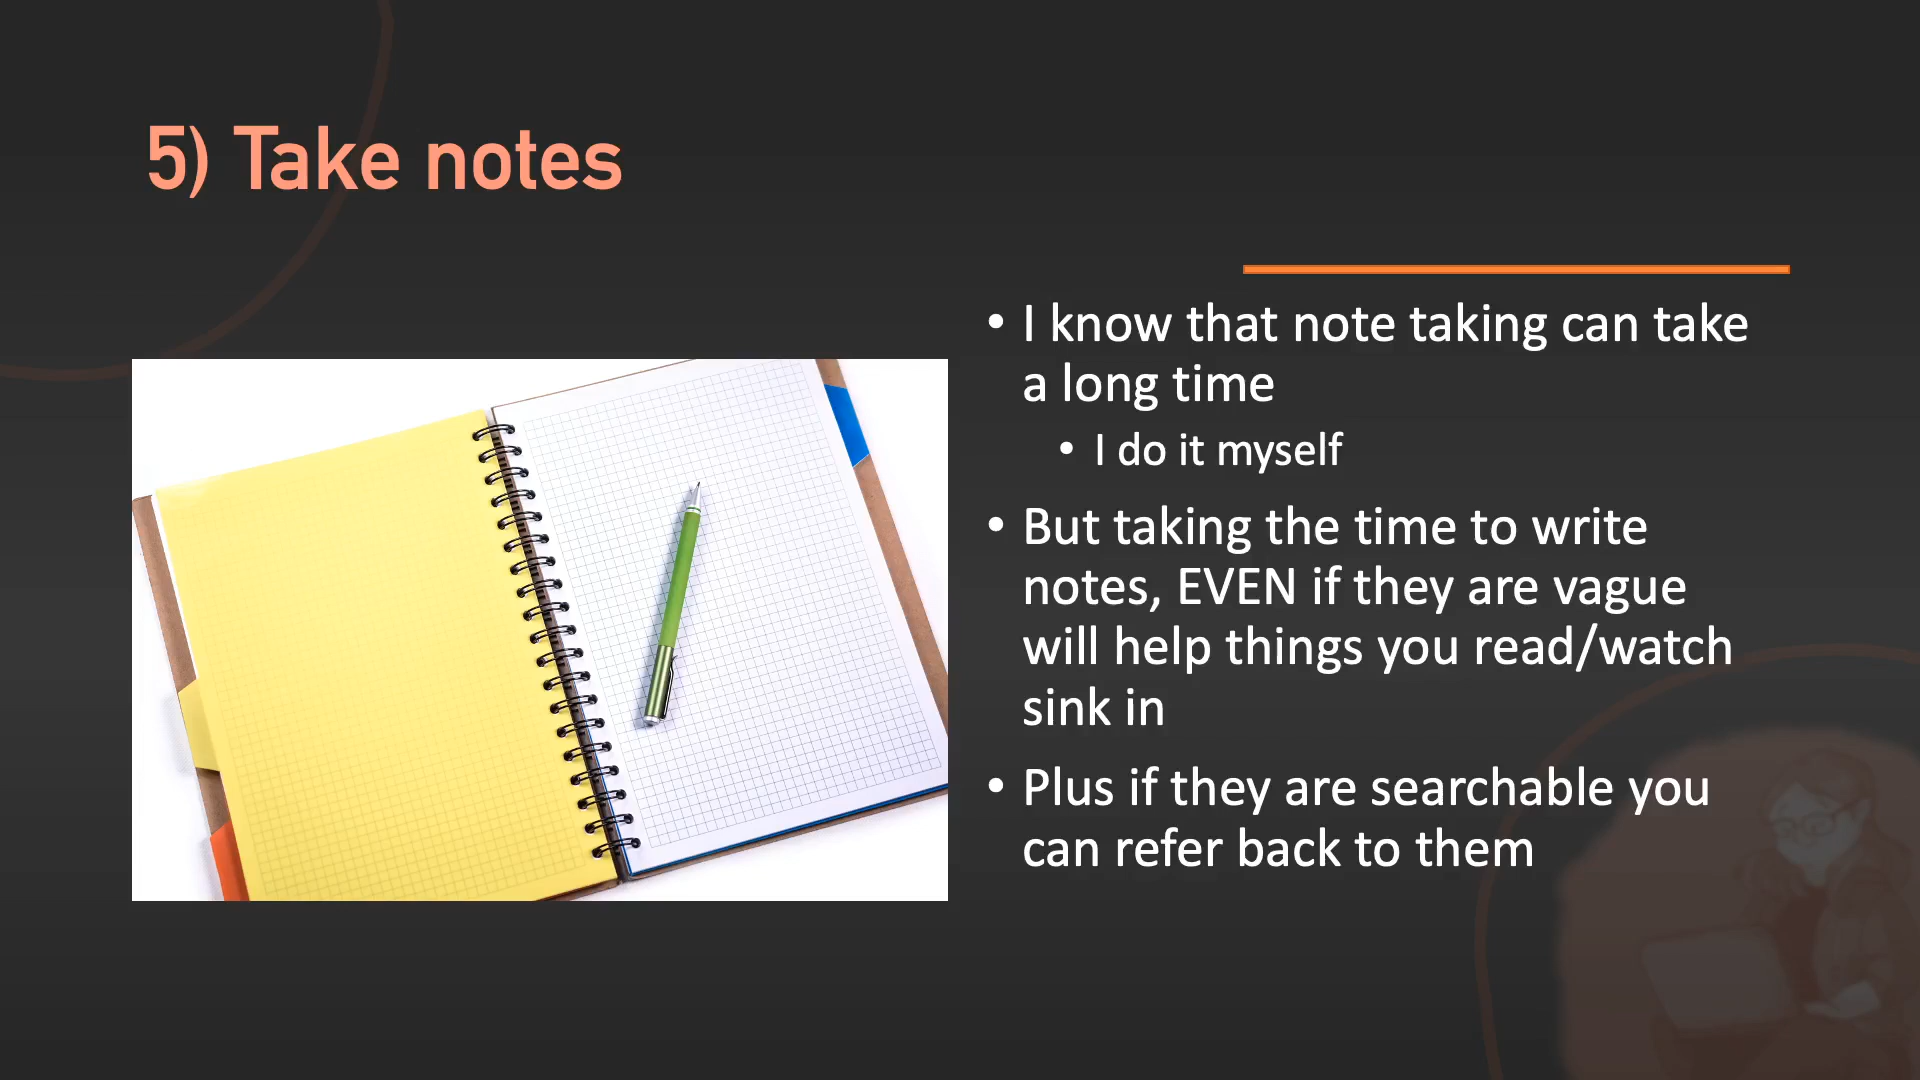 5) Take notes
• I know that note taking can take
a long time
• I do it myself
• But taking the time to write
notes, EVEN if they are vague
will help things you read/watch
sink in
• Plus if they are searchable you
can refer back to them